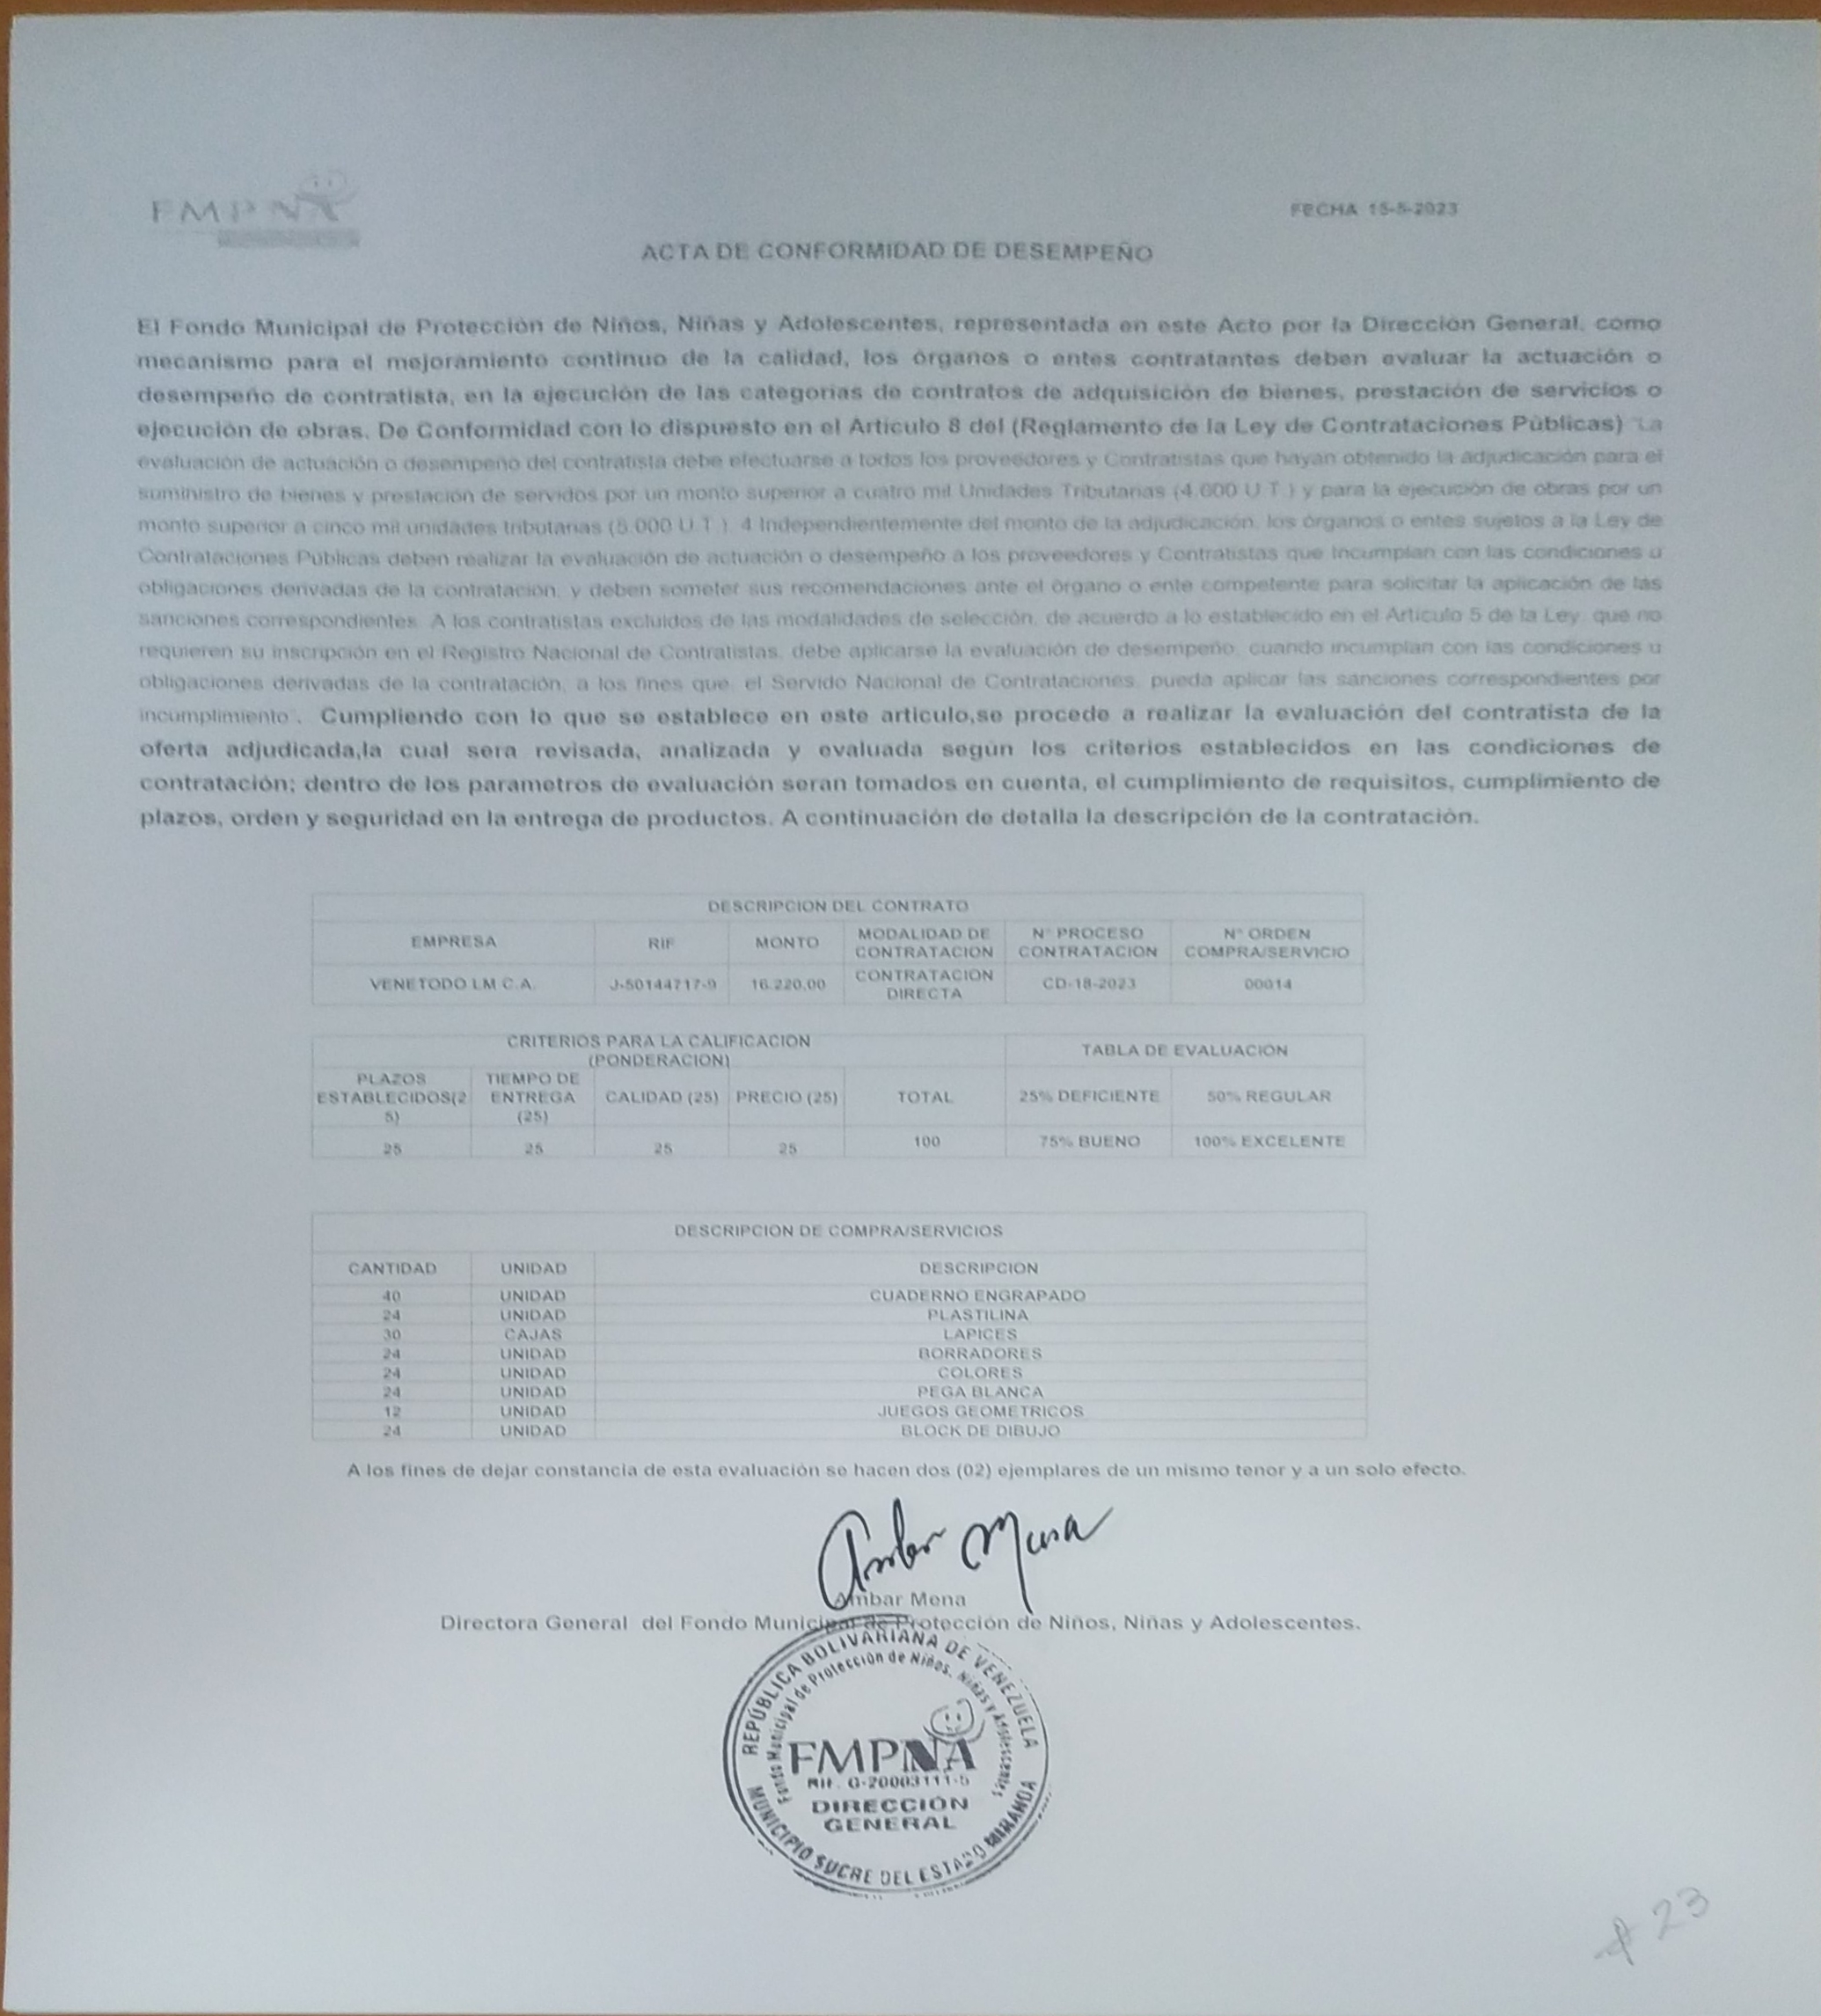 FMPNA
FECHA 15-5-2023
ACTA DE CONFORMIDAD DE DESEMPEÑO
El Fondo Municipal de Protección de Niños, Niñas y Adolescentes, representada en este Acto por la Dirección General, como
mecanismo para el mejoramiento continuo de la calidad, los órganos o entes contratantes deben evaluar la actuación o
desempeño de contratista, en la ejecución de las categorias de contratos de adquisición de bienes, prestación de servicios o
ejecución de obras. De Conformidad con lo dispuesto en el Artículo 8 del (Reglamento de la Ley de Contrataciones Públicas) "La
evaluación de actuación o desempeño del contratista debe efectuarse a todos los proveedores y Contratistas que hayan obtenido la adjudicación para el
suministro de bienes y prestación de servidos por un monto superior a cuatro mil Unidades Tributarias (4.000 U.T.) y para la ejecución de obras por un
monto superior a cinco mil unidades tributarias (5.000 U.T.). 4 Independientemente del monto de la adjudicación, los órganos o entes sujetos a la Ley de
Contrataciones Públicas deben realizar la evaluación de actuación o desempeño a los proveedores y Contratistas que Incumplan con las condiciones u
obligaciones derivadas de la contratación, y deben someter sus recomendaciones ante el órgano o ente competente para solicitar la aplicación de las
sanciones correspondientes. A los contratistas excluidos de las modalidades de selección, de acuerdo a lo establecido en el Artículo 5 de la Ley, que no
requieren su inscripción en el Registro Nacional de Contratistas, debe aplicarse la evaluación de desempeño, cuando incumplan con las condiciones u
obligaciones derivadas de la contratación, a los fines que, el Servido Nacional de Contrataciones, pueda aplicar las sanciones correspondientes por
incumplimiento". Cumpliendo con lo que se establece en este articulo,se procede a realizar la evaluación del contratista de la
oferta adjudicada,la cual sera revisada, analizada y evaluada según los criterios establecidos en las condiciones de
contratación; dentro de los parametros de evaluación seran tomados en cuenta, el cumplimiento de requisitos, cumplimiento de
plazos, orden y seguridad en la entrega de productos. A continuación de detalla la descripción de la contratación.
DESCRIPCION DEL CONTRATO
EMPRESA RIF MONTO MODALIDAD DE CONTRATACION N° PROCESO CONTRATACION N° ORDEN COMPRA/SERVICIO
VENETODO LM C.A. J-50144717-9 16.220,00 CONTRATACION DIRECTA CD-18-2023 00014
CRITERIOS PARA LA CALIFICACION (PONDERACION) TABLA DE EVALUACION
PLAZOS ESTABLECIDOS(25) TIEMPO DE ENTREGA (25) CALIDAD (25) PRECIO (25) TOTAL 25% DEFICIENTE 50% REGULAR
25 25 25 25 100 75% BUENO 100% EXCELENTE
DESCRIPCION DE COMPRA/SERVICIOS
CANTIDAD UNIDAD DESCRIPCION
40 UNIDAD CUADERNO ENGRAPADO
24 UNIDAD PLASTILINA
30 CAJAS LAPICES
24 UNIDAD BORRADORES
24 UNIDAD COLORES
24 UNIDAD PEGA BLANCA
12 UNIDAD JUEGOS GEOMETRICOS
24 UNIDAD BLOCK DE DIBUJO
A los fines de dejar constancia de esta evaluación se hacen dos (02) ejemplares de un mismo tenor y a un solo efecto.
Ambar Mena
Ambar Mena
Directora General del Fondo Municipal de Protección de Niños, Niñas y Adolescentes.
REPÚBLICA BOLIVARIANA DE VENEZUELA
Fondo Municipal de Protección de Niños, Niñas y Adolescentes
FMPNA
RIF. G-20003111-5
DIRECCIÓN
GENERAL
MUNICIPIO SUCRE DEL ESTADO MIRANDA
23